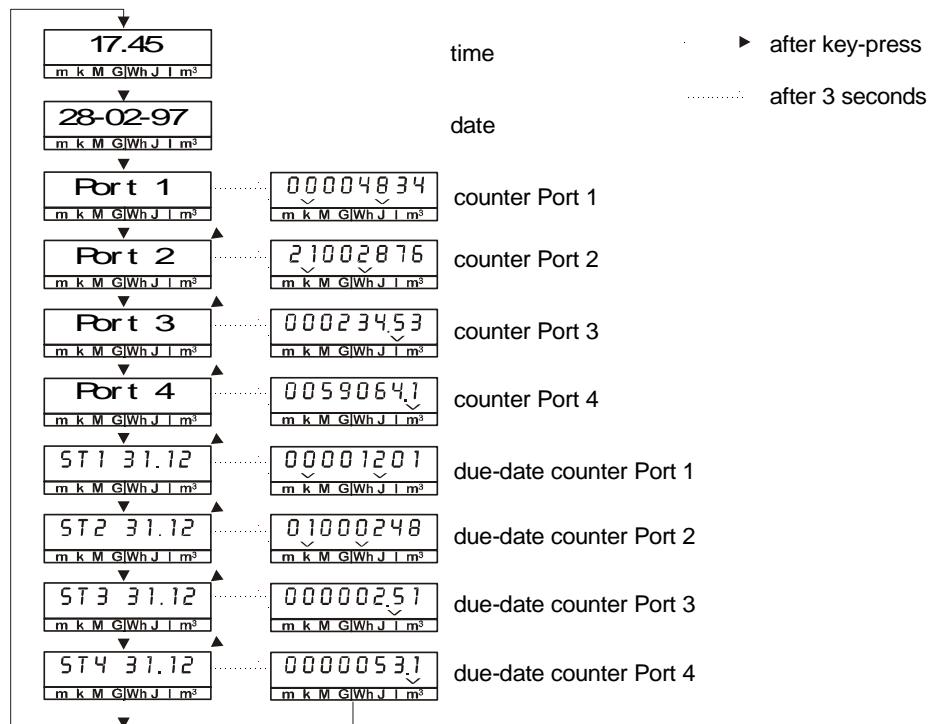 17.45
m k M G|Wh J l m³
time
after key-press
after 3 seconds
28-02-97
m k M G|Wh J l m³
date
Port 1
m k M G|Wh J l m³
00004834
m k M G|Wh J l m³
counter Port 1
Port 2
m k M G|Wh J l m³
21002876
m k M G|Wh J l m³
counter Port 2
Port 3
m k M G|Wh J l m³
000234.53
m k M G|Wh J l m³
counter Port 3
Port 4
m k M G|Wh J l m³
0059064.1
m k M G|Wh J l m³
counter Port 4
ST1 31.12
m k M G|Wh J l m³
00001201
m k M G|Wh J l m³
due-date counter Port 1
ST2 31.12
m k M G|Wh J l m³
01000248
m k M G|Wh J l m³
due-date counter Port 2
ST3 31.12
m k M G|Wh J l m³
000002.51
m k M G|Wh J l m³
due-date counter Port 3
ST4 31.12
m k M G|Wh J l m³
0000053.1
m k M G|Wh J l m³
due-date counter Port 4